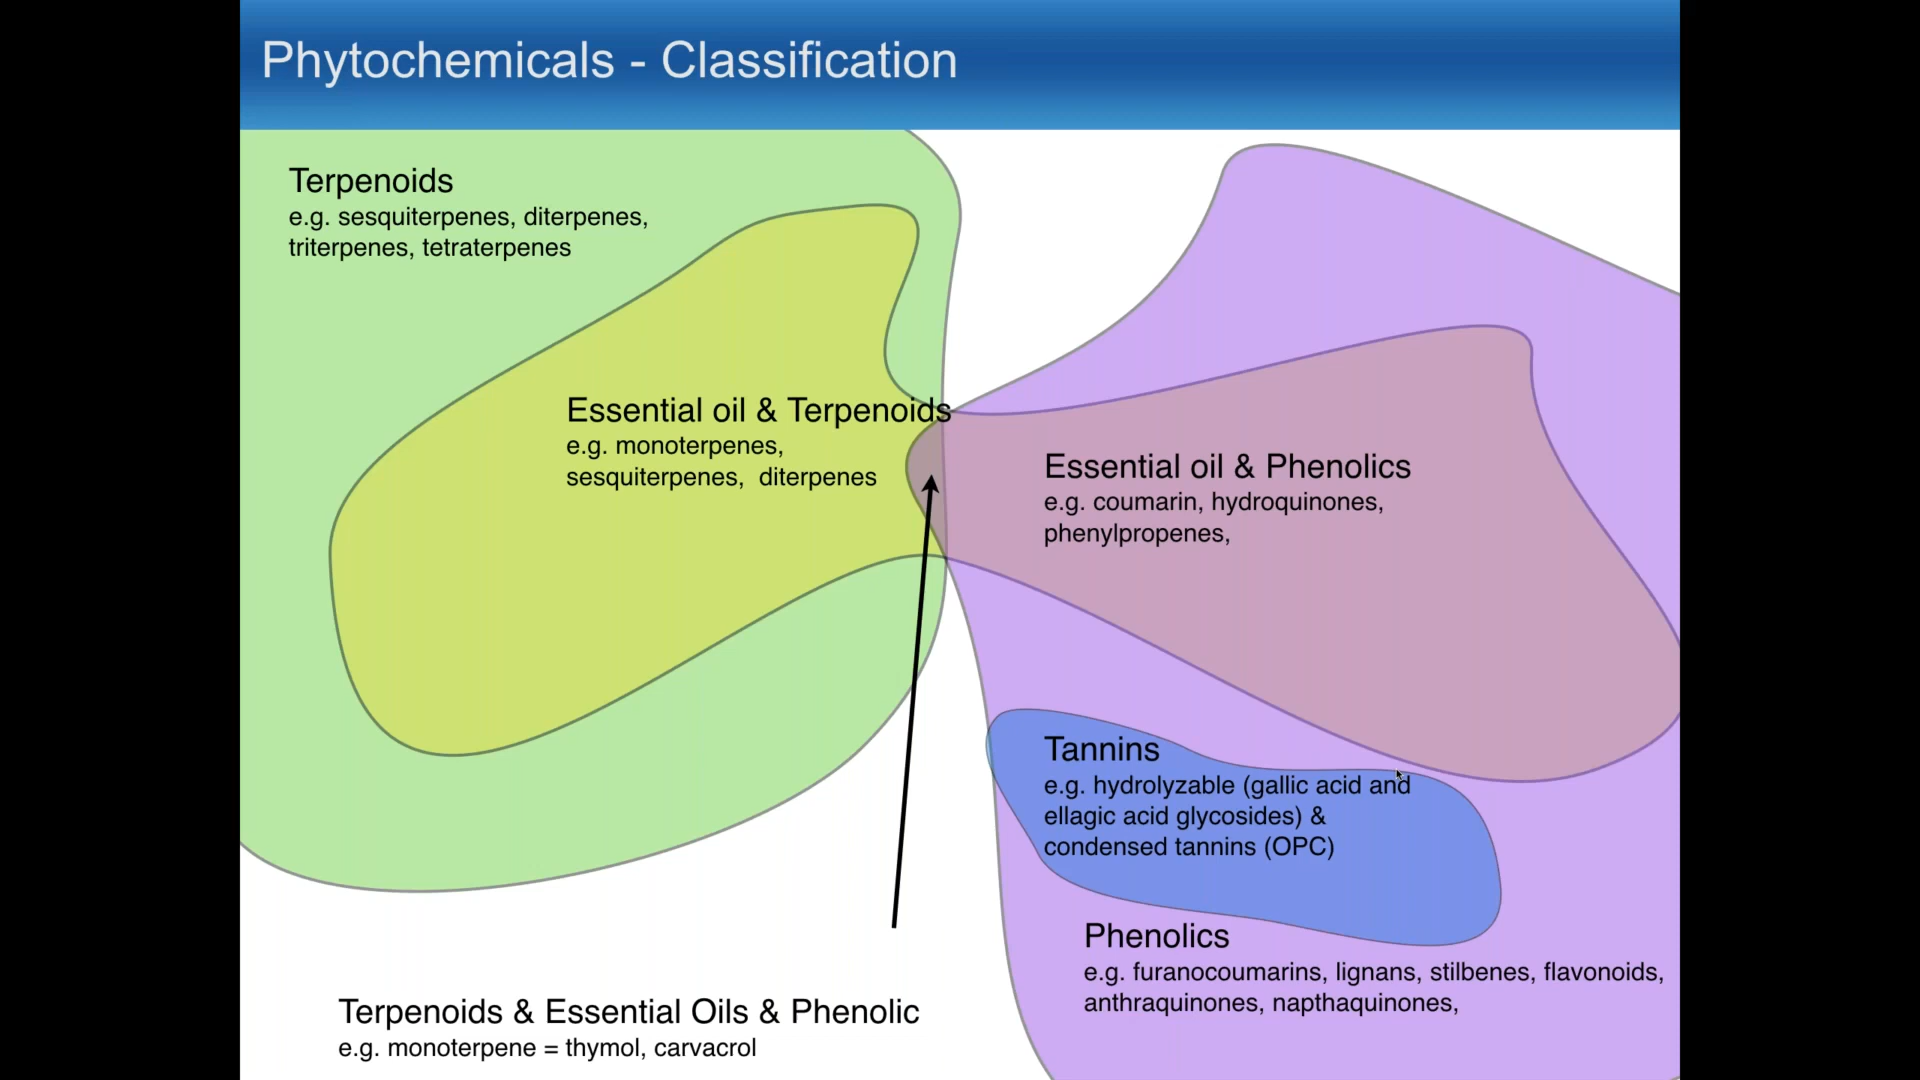 Phytochemicals - Classification
Terpenoids
e.g. sesquiterpenes, diterpenes,
triterpenes, tetraterpenes
Essential oil & Terpenoids
e.g. monoterpenes,
sesquiterpenes,  diterpenes
Essential oil & Phenolics
e.g. coumarin, hydroquinones,
phenylpropenes,
Tannins
e.g. hydrolyzable (gallic acid and
ellagic acid glycosides) &
condensed tannins (OPC)
Phenolics
e.g. furanocoumarins, lignans, stilbenes, flavonoids,
anthraquinones, napthaquinones,
Terpenoids & Essential Oils & Phenolic
e.g. monoterpene = thymol, carvacrol